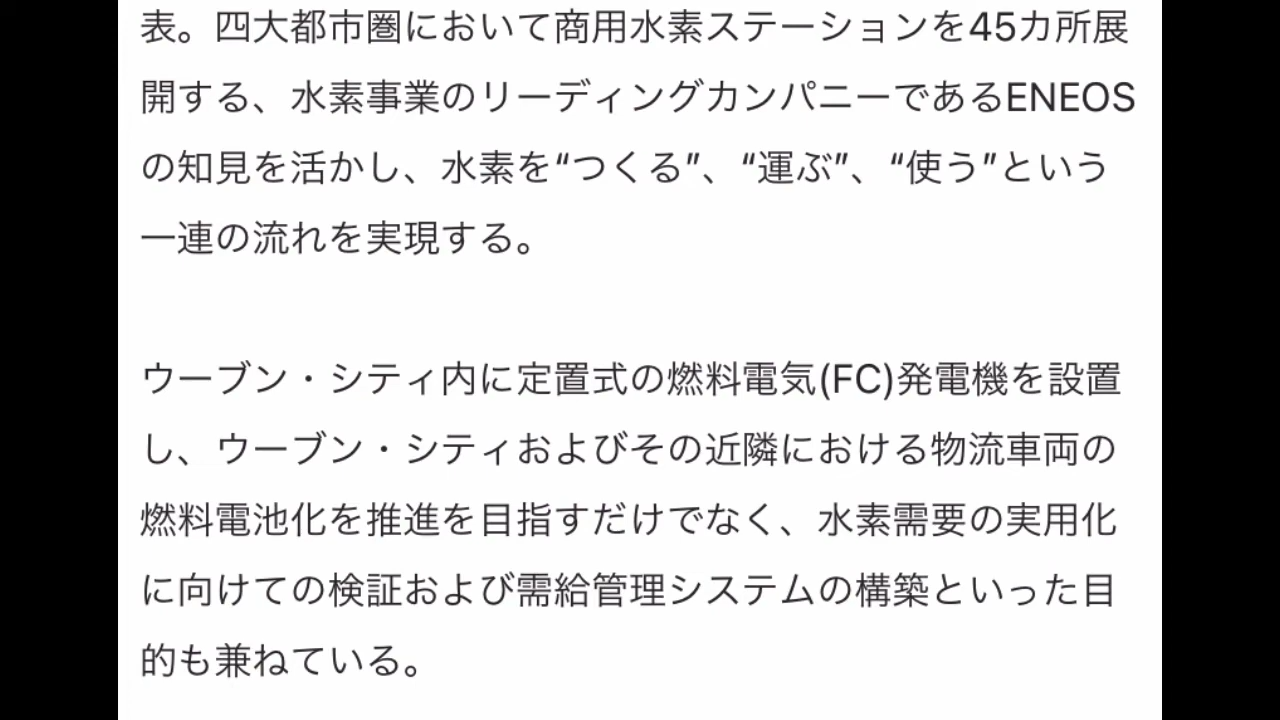 表。四大都市圏において商用水素ステーションを45カ所展
開する、水素事業のリーディングカンパニーであるENEOS
の知見を活かし、水素を“つくる”、“運ぶ”、“使う”という
一連の流れを実現する。
ウーブン・シティ内に定置式の燃料電気(FC)発電機を設置
し、ウーブン・シティおよびその近隣における物流車両の
燃料電池化を推進を目指すだけでなく、水素需要の実用化
に向けての検証および需給管理システムの構築といった目
的も兼ねている。